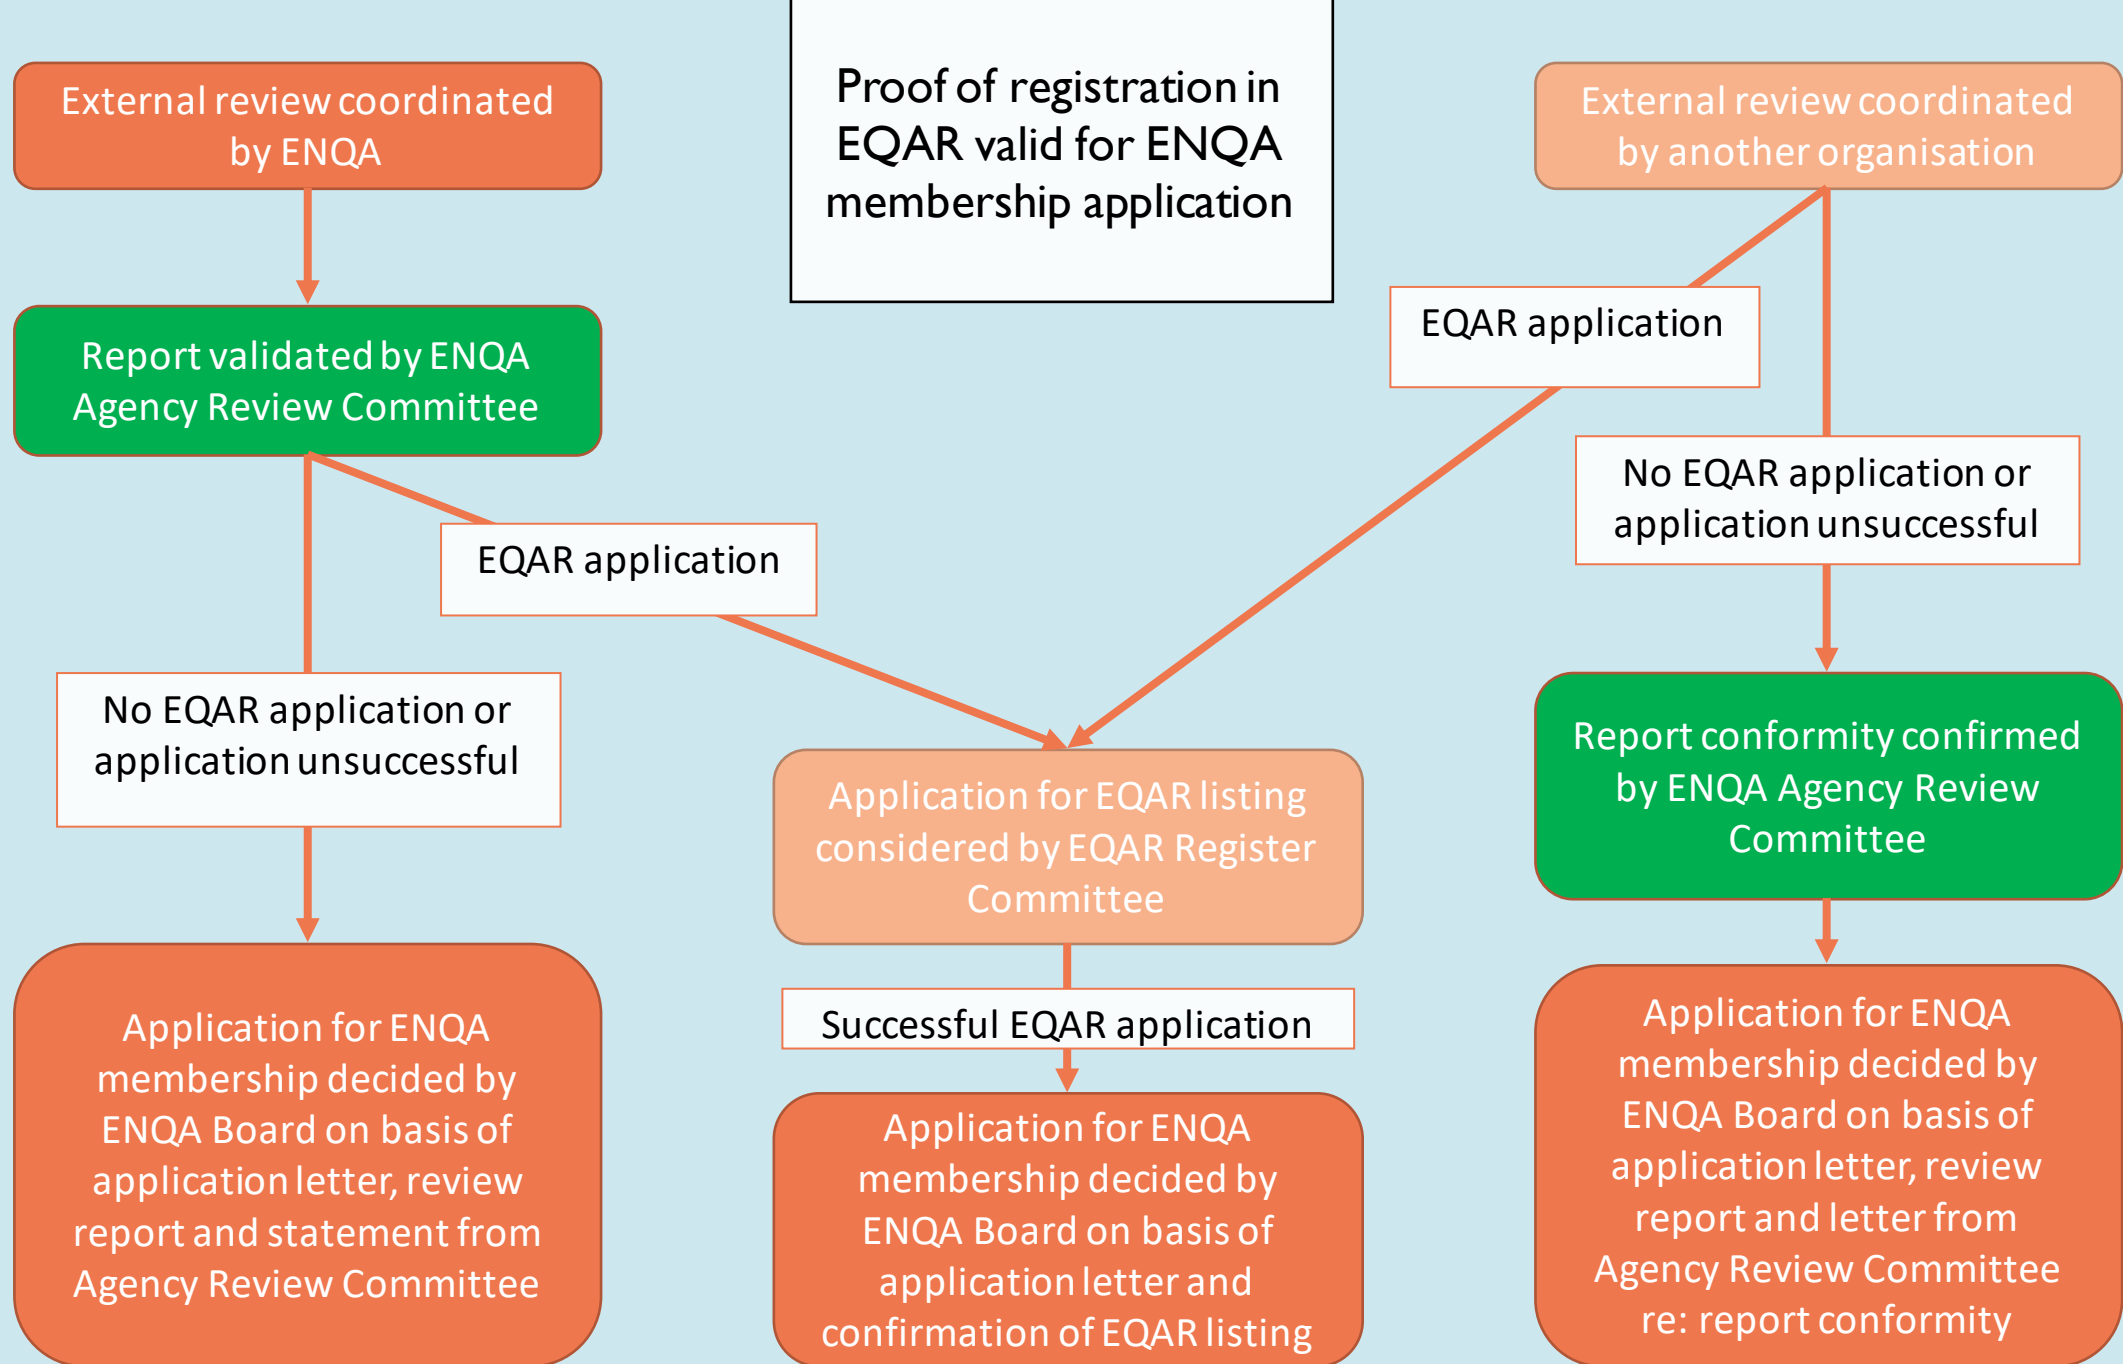 Proof of registration in
EQAR valid for ENQA
membership application
External review coordinated
by ENQA
Report validated by ENQA
Agency Review Committee
EQAR application
No EQAR application or
application unsuccessful
Application for ENQA
membership decided by
ENQA Board on basis of
application letter, review
report and statement from
Agency Review Committee
Application for EQAR listing
considered by EQAR Register
Committee
Successful EQAR application
Application for ENQA
membership decided by
ENQA Board on basis of
application letter and
confirmation of EQAR listing
External review coordinated
by another organisation
EQAR application
No EQAR application or
application unsuccessful
Report conformity confirmed
by ENQA Agency Review
Committee
Application for ENQA
membership decided by
ENQA Board on basis of
application letter, review
report and letter from
Agency Review Committee
re: report conformity